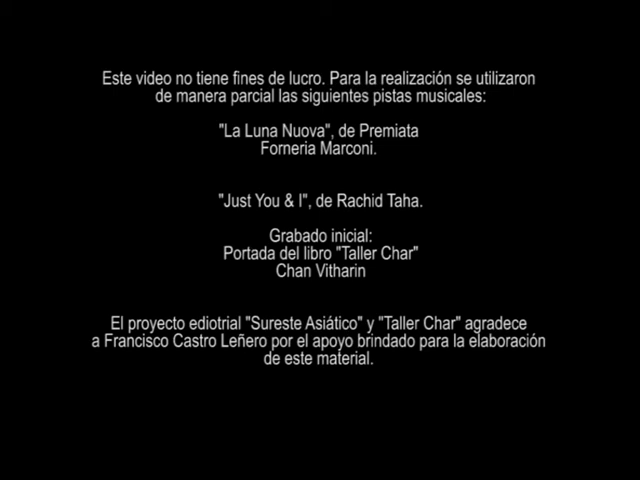 Este video no tiene fines de lucro. Para la realización se utilizaron
de manera parcial las siguientes pistas musicales:
"La Luna Nuova", de Premiata
Forneria Marconi.
"Just You & I", de Rachid Taha.
Grabado inicial:
Portada del libro "Taller Char"
Chan Vitharin
El proyecto ediotrial "Sureste Asiático" y "Taller Char" agradece
a Francisco Castro Leñero por el apoyo brindado para la elaboración
de este material.